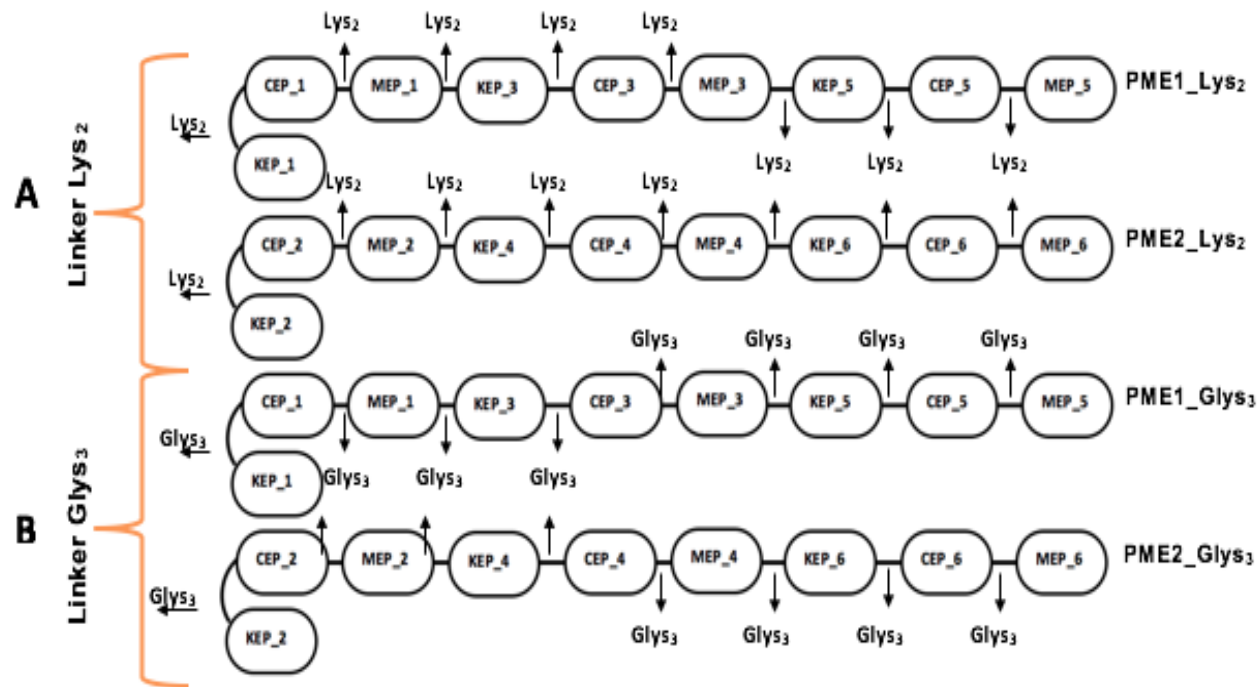 Lys₂ Lys₂ Lys₂ Lys₂
CEP_1 MEP_1 KEP_3 CEP_3 MEP_3 KEP_5 CEP_5 MEP_5 PME1_Lys₂
Lys₂
KEP_1
Lys₂ Lys₂ Lys₂
A
Linker Lys₂
Lys₂ Lys₂ Lys₂ Lys₂
CEP_2 MEP_2 KEP_4 CEP_4 MEP_4 KEP_6 CEP_6 MEP_6 PME2_Lys₂
Lys₂
KEP_2
Glys₃ Glys₃ Glys₃ Glys₃
CEP_1 MEP_1 KEP_3 CEP_3 MEP_3 KEP_5 CEP_5 MEP_5 PME1_Glys₃
Glys₃
KEP_1
Glys₃ Glys₃ Glys₃
B
Linker Glys₃
CEP_2 MEP_2 KEP_4 CEP_4 MEP_4 KEP_6 CEP_6 MEP_6 PME2_Glys₃
Glys₃
KEP_2
Glys₃ Glys₃ Glys₃ Glys₃